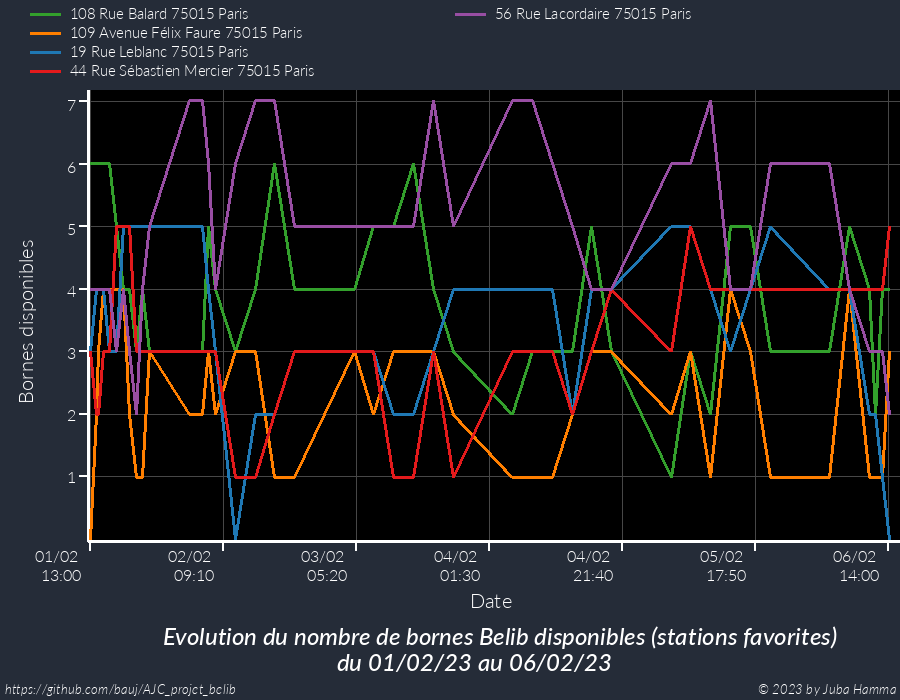 108 Rue Balard 75015 Paris
56 Rue Lacordaire 75015 Paris
109 Avenue Félix Faure 75015 Paris
19 Rue Leblanc 75015 Paris
44 Rue Sébastien Mercier 75015 Paris
7
6
5
4
3
2
1
Bornes disponibles
01/02 02/02 03/02 04/02 04/02 05/02 06/02
13:00 09:10 05:20 01:30 21:40 17:50 14:00
Date
Evolution du nombre de bornes Belib disponibles (stations favorites)
du 01/02/23 au 06/02/23
https://github.com/bauj/AJC_projet_belib
© 2023 by Juba Hamma